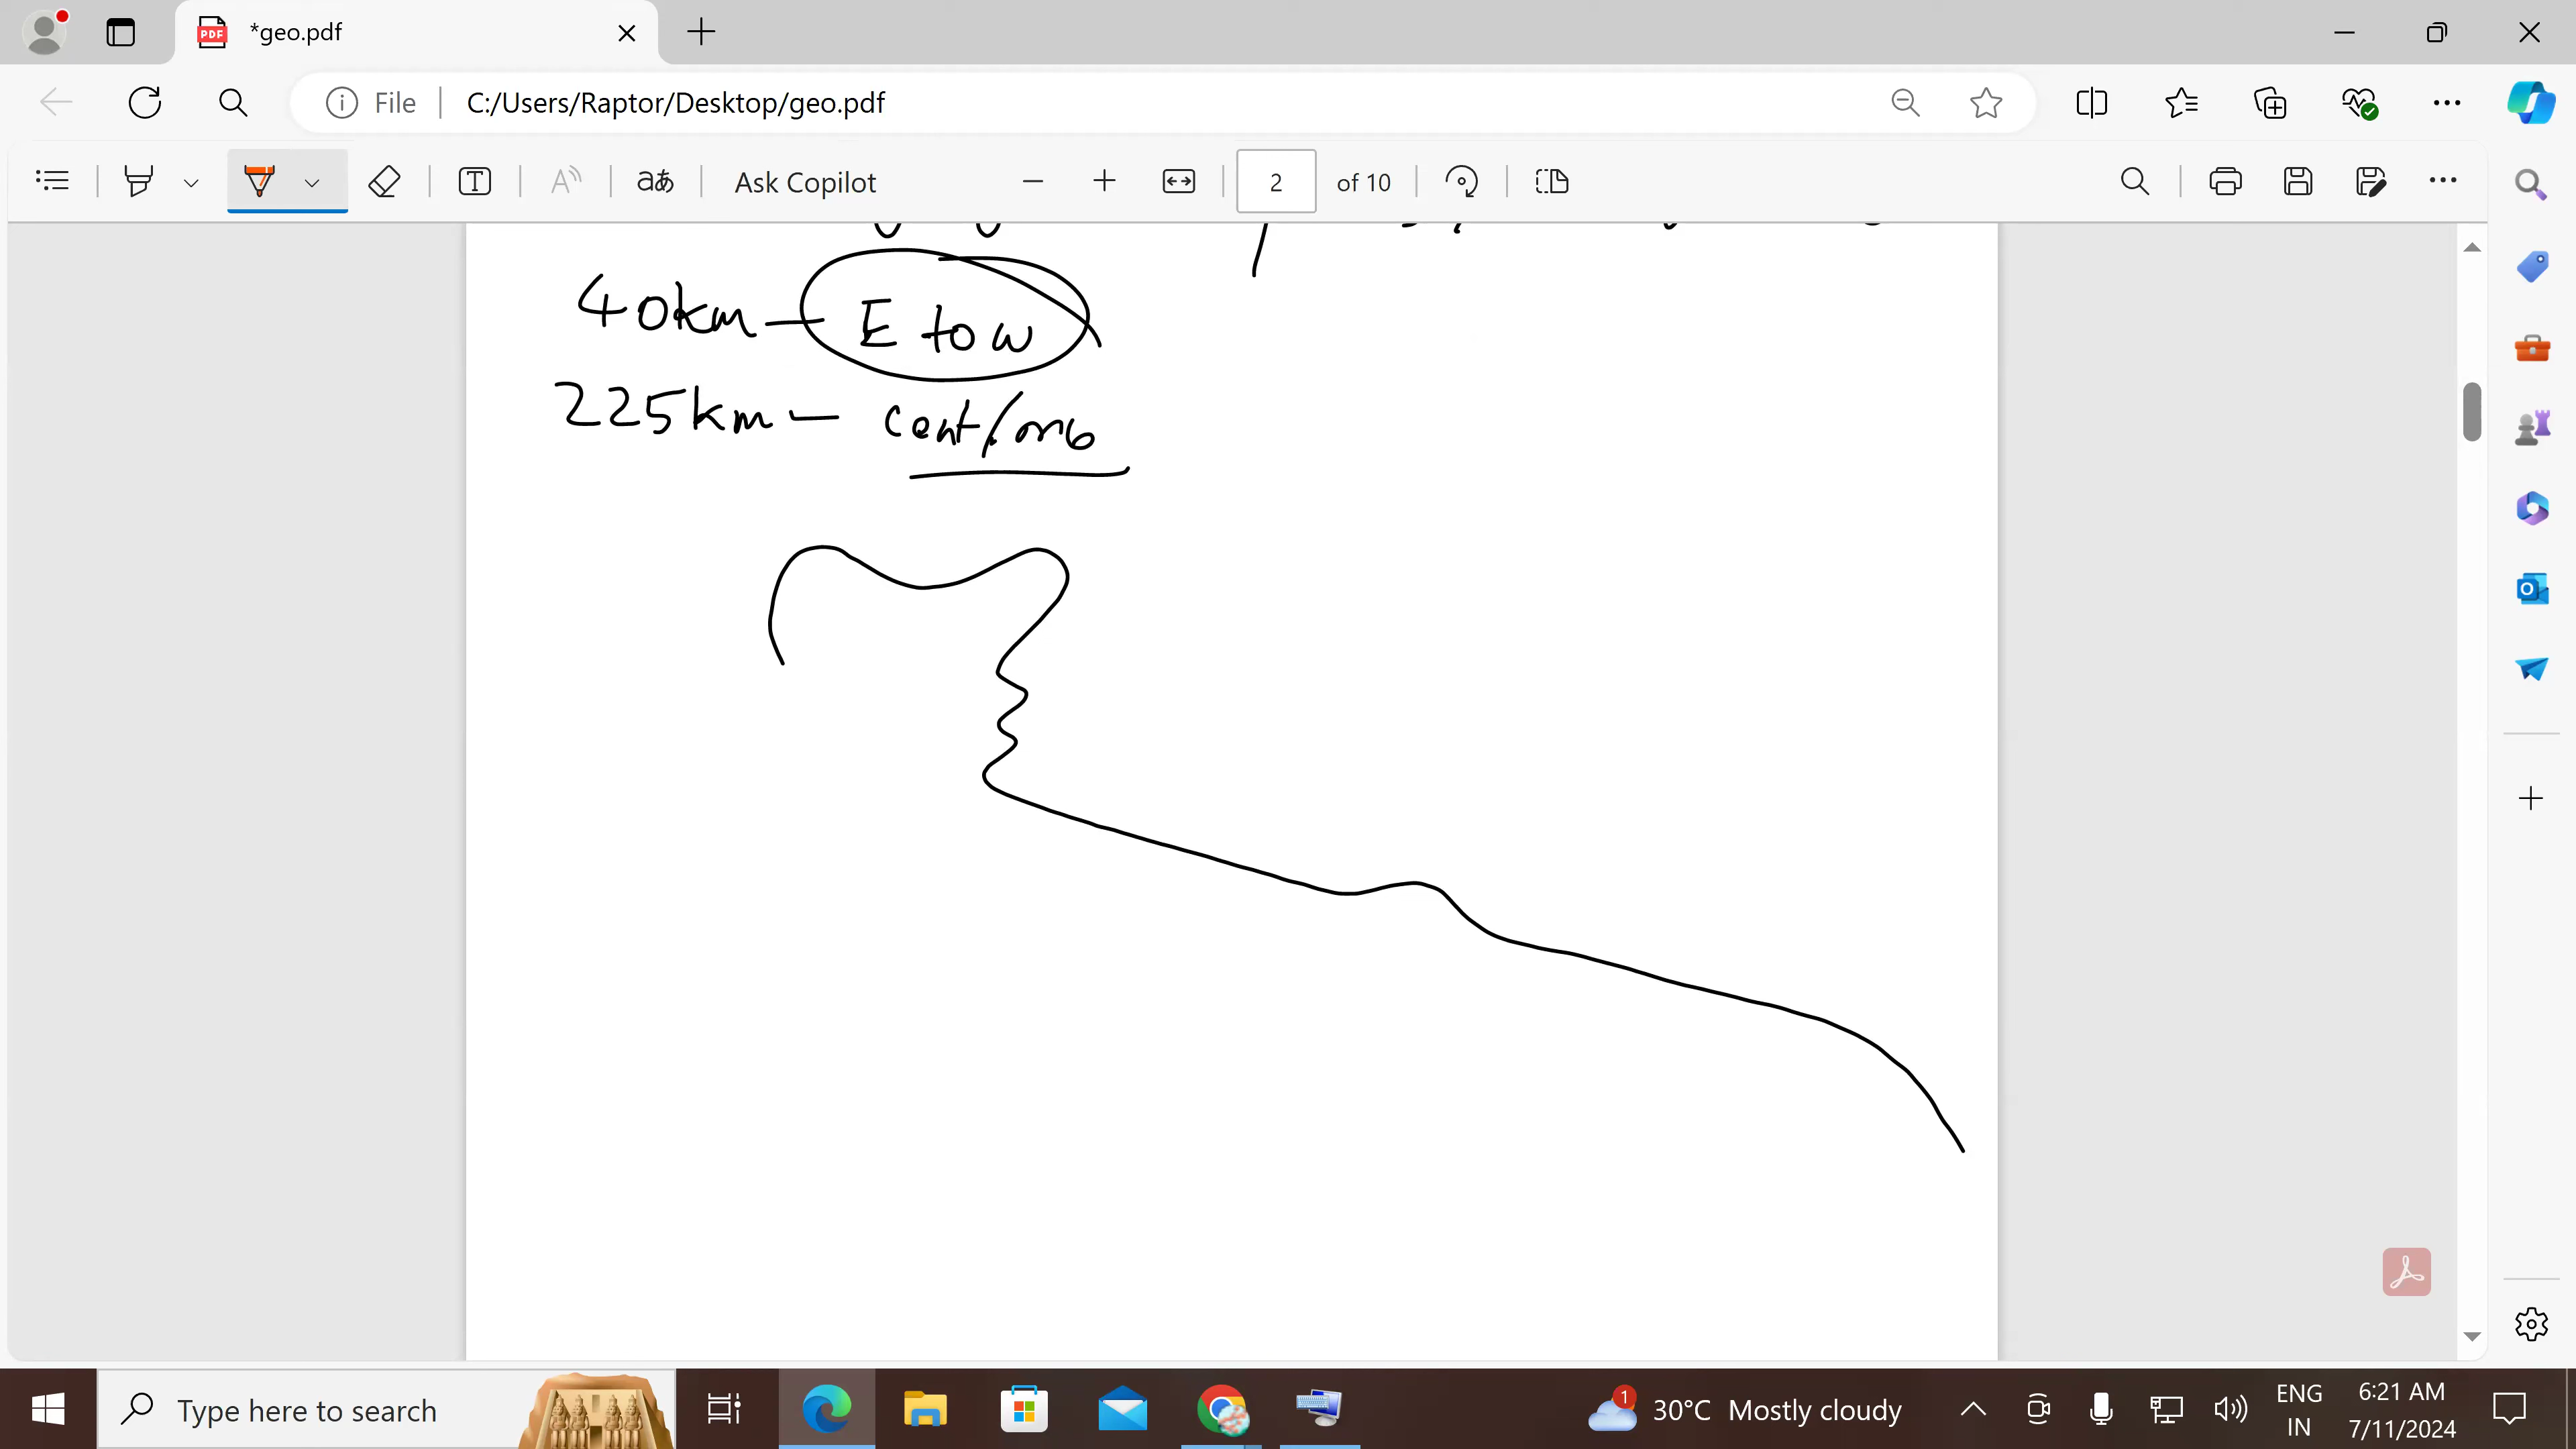 *geo.pdf
File C:/Users/Raptor/Desktop/geo.pdf
Ask Copilot 2 of 10
40km – E to W
225km –
Type here to search
1 30°C Mostly cloudy
ENG
IN
6:21 AM
7/11/2024